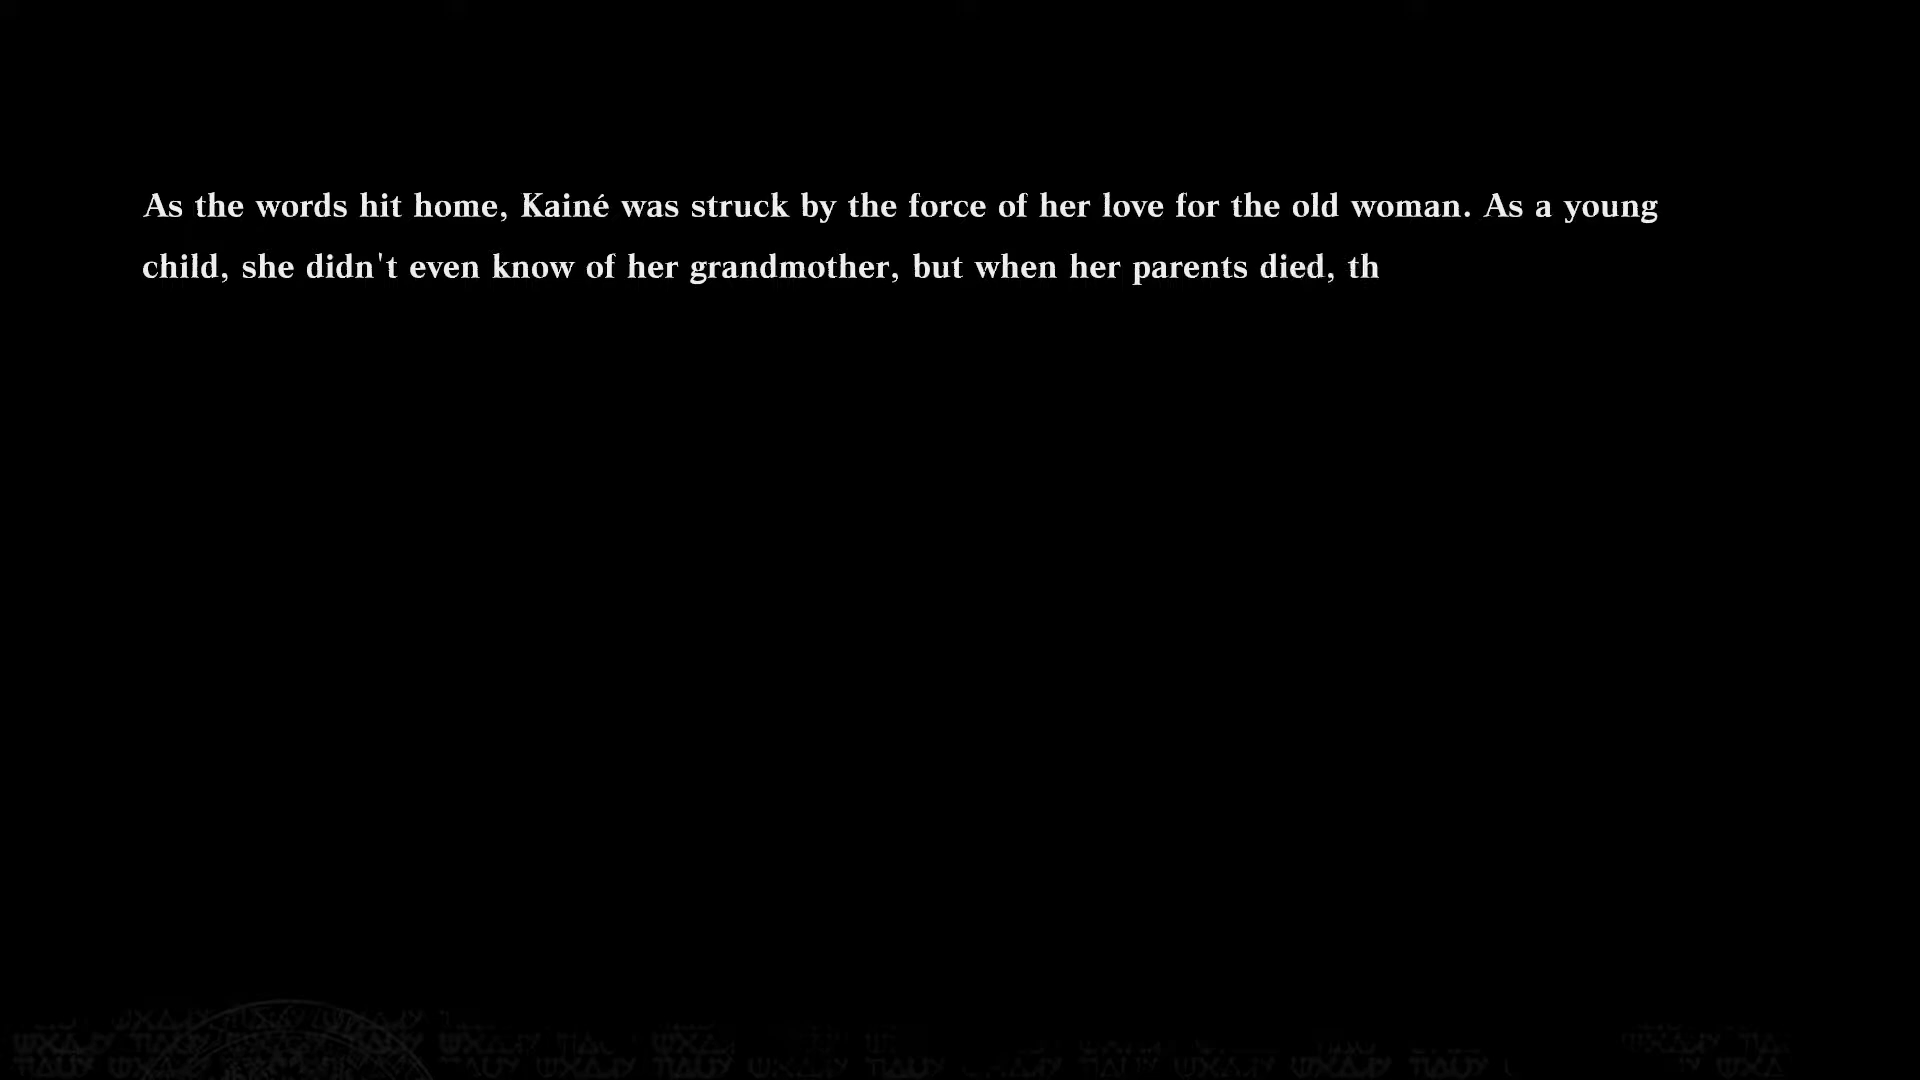 As the words hit home, Kainé was struck by the force of her love for the old woman. As a young
child, she didn't even know of her grandmother, but when her parents died, th